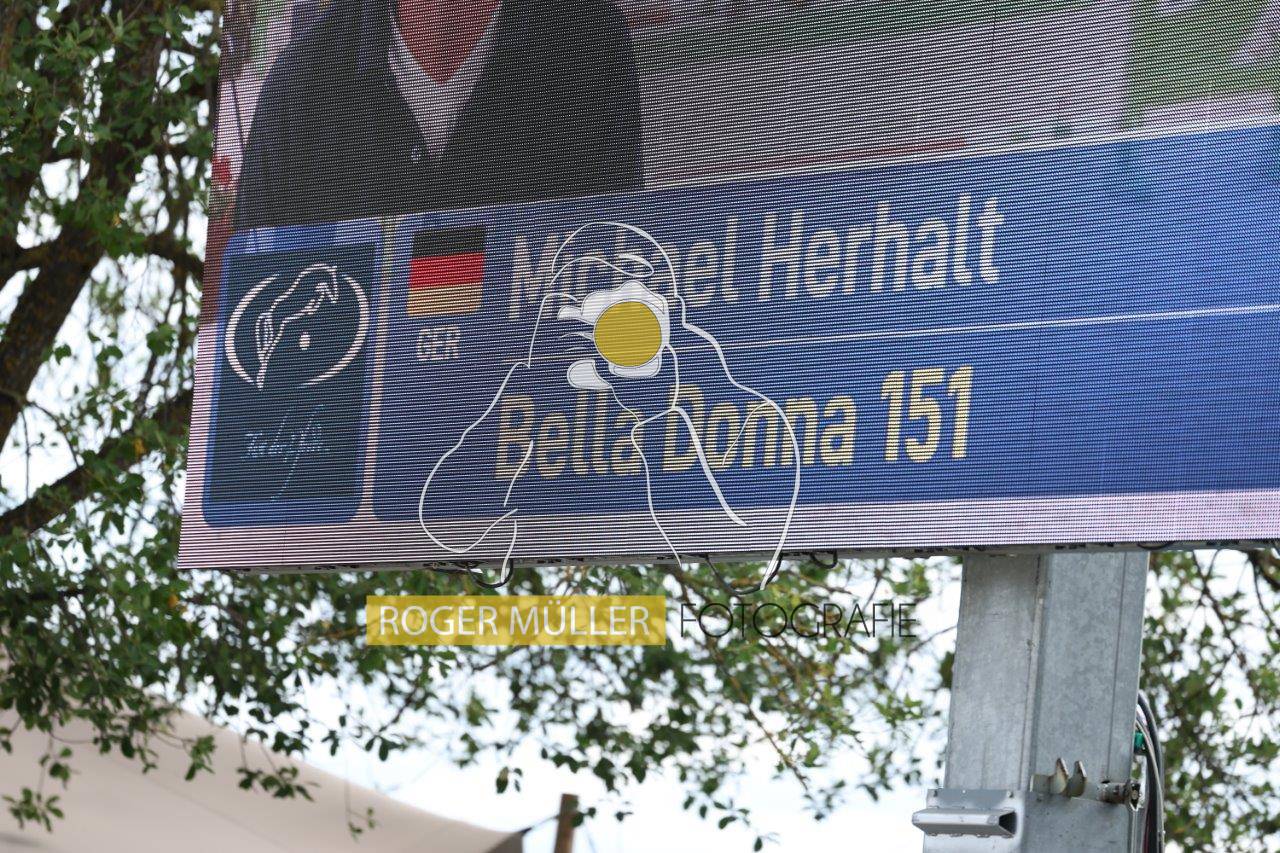 Michael Herhalt
GER
Bella Donna 151
ROGER MÜLLER FOTOGRAFIE